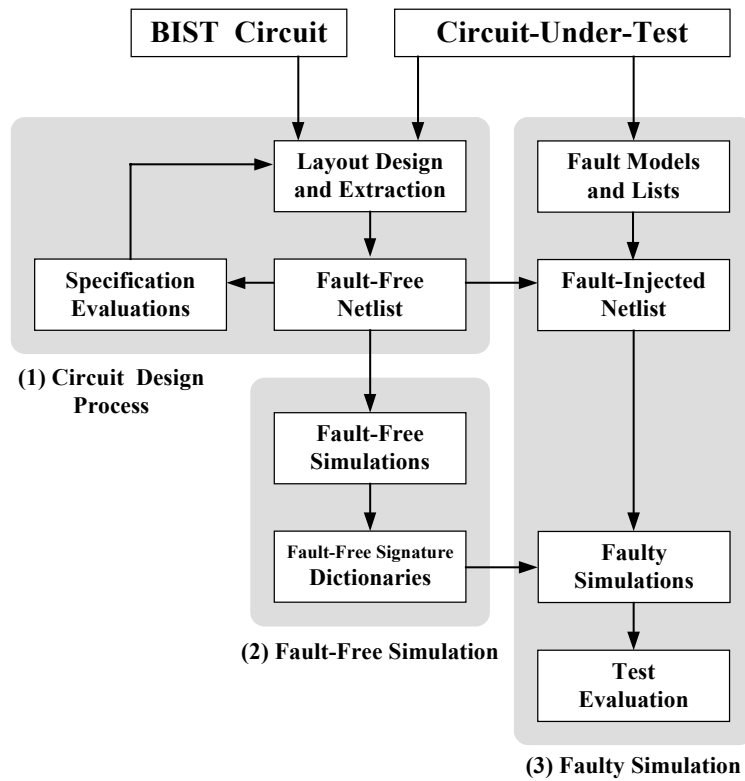 BIST Circuit
Circuit-Under-Test
Layout Design
and Extraction
Fault Models
and Lists
Specification
Evaluations
Fault-Free
Netlist
Fault-Injected
Netlist
(1) Circuit Design
Process
Fault-Free
Simulations
Fault-Free Signature
Dictionaries
Faulty
Simulations
(2) Fault-Free Simulation
Test
Evaluation
(3) Faulty Simulation